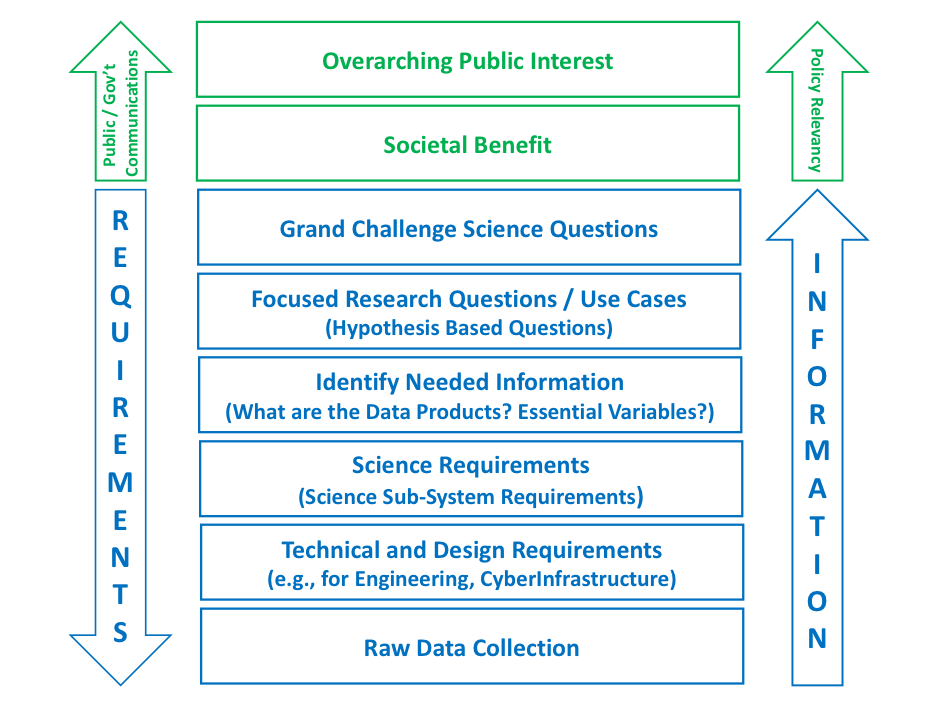 Public / Gov't
Communications
Overarching Public Interest
Policy Relevancy
Societal Benefit
REQUIREMENTS
Grand Challenge Science Questions
INFORMATION
Focused Research Questions / Use Cases
(Hypothesis Based Questions)
Identify Needed Information
(What are the Data Products? Essential Variables?)
Science Requirements
(Science Sub-System Requirements)
Technical and Design Requirements
(e.g., for Engineering, CyberInfrastructure)
Raw Data Collection